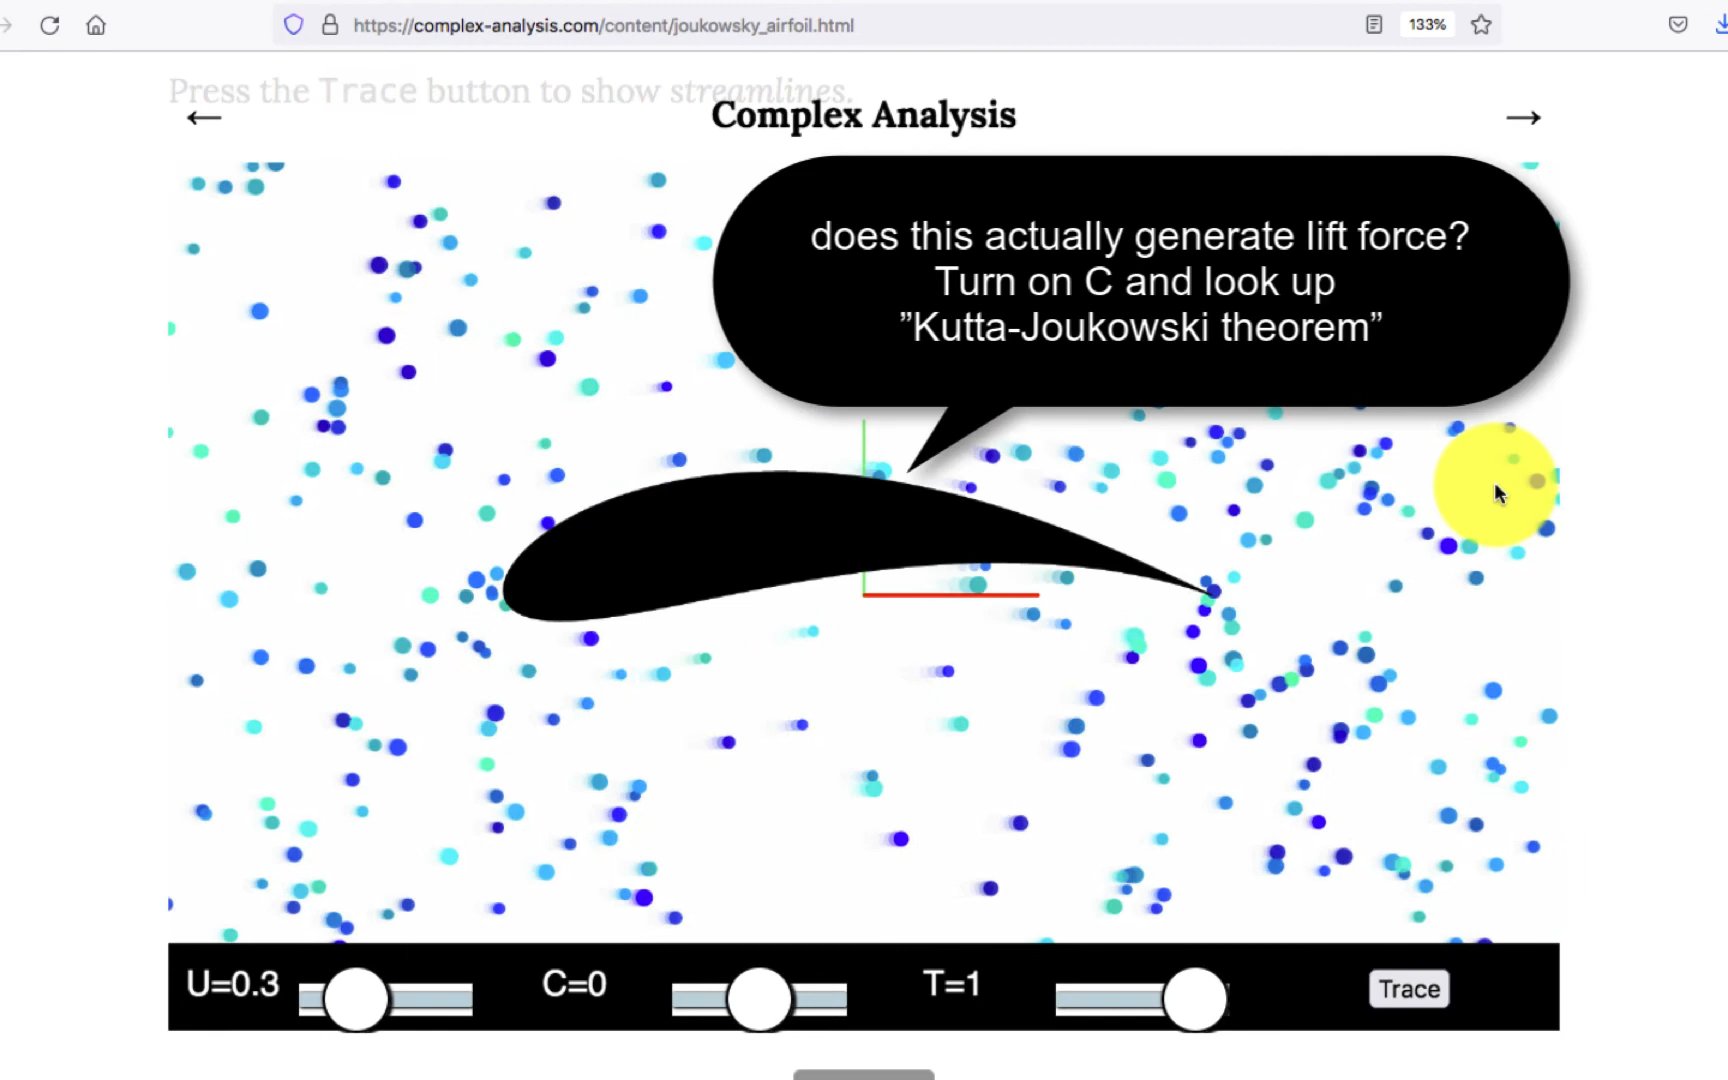 https://complex-analysis.com/content/joukowsky_airfoil.html
133%
Press the Trace button to show streamlines.
← Complex Analysis →
does this actually generate lift force?
Turn on C and look up
”Kutta-Joukowski theorem”
U=0.3 C=0 T=1 Trace